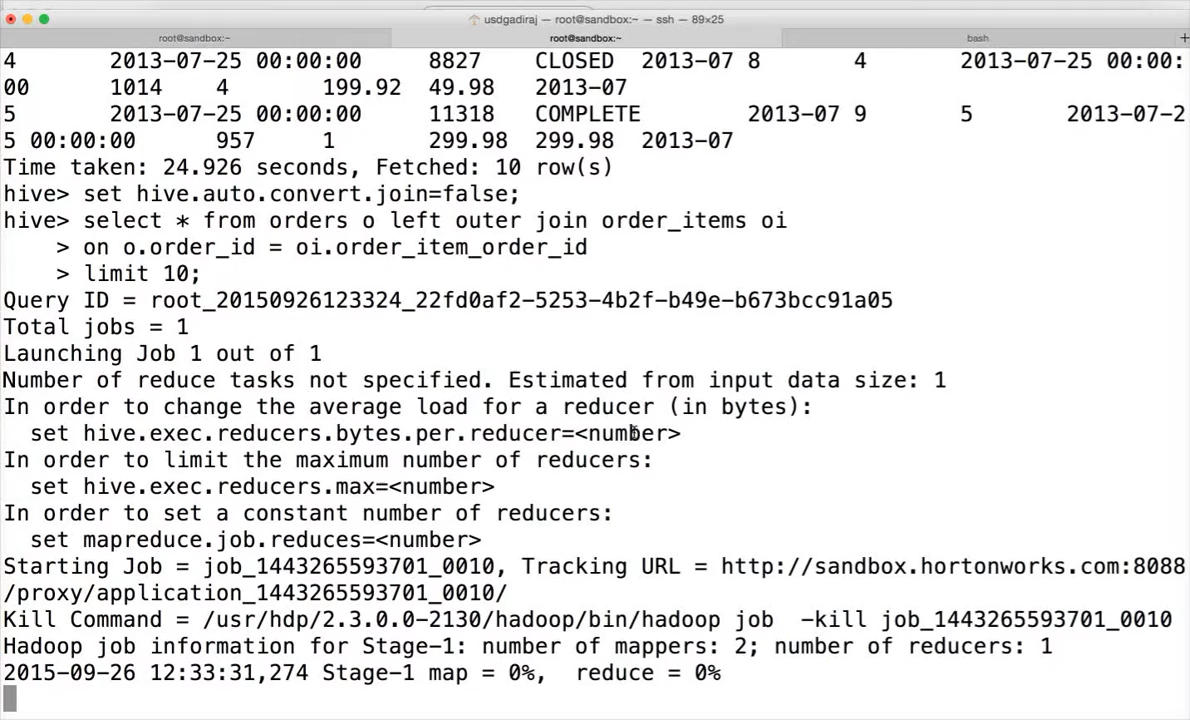 usdgadiraj — root@sandbox:~ — ssh — 89×25
root@sandbox:~ root@sandbox:~ bash +
4 2013-07-25 00:00:00 8827 CLOSED 2013-07 8 4 2013-07-25 00:00:
00 1014 4 199.92 49.98 2013-07
5 2013-07-25 00:00:00 11318 COMPLETE 2013-07 9 5 2013-07-2
5 00:00:00 957 1 299.98 299.98 2013-07
Time taken: 24.926 seconds, Fetched: 10 row(s)
hive> set hive.auto.convert.join=false;
hive> select * from orders o left outer join order_items oi
> on o.order_id = oi.order_item_order_id
> limit 10;
Query ID = root_20150926123324_22fd0af2-5253-4b2f-b49e-b673bcc91a05
Total jobs = 1
Launching Job 1 out of 1
Number of reduce tasks not specified. Estimated from input data size: 1
In order to change the average load for a reducer (in bytes):
set hive.exec.reducers.bytes.per.reducer=<number>
In order to limit the maximum number of reducers:
set hive.exec.reducers.max=<number>
In order to set a constant number of reducers:
set mapreduce.job.reduces=<number>
Starting Job = job_1443265593701_0010, Tracking URL = http://sandbox.hortonworks.com:8088
/proxy/application_1443265593701_0010/
Kill Command = /usr/hdp/2.3.0.0-2130/hadoop/bin/hadoop job -kill job_1443265593701_0010
Hadoop job information for Stage-1: number of mappers: 2; number of reducers: 1
2015-09-26 12:33:31,274 Stage-1 map = 0%, reduce = 0%